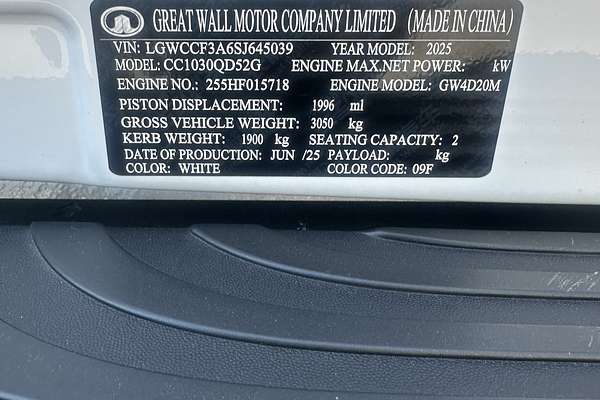 GREAT WALL MOTOR COMPANY LIMITED (MADE IN CHINA)
VIN: LGWCCF3A6SJ645039 YEAR MODEL: 2025
MODEL: CC1030QD52G ENGINE MAX.NET POWER: kW
ENGINE NO.: 255HF015718 ENGINE MODEL: GW4D20M
PISTON DISPLACEMENT: 1996 ml
GROSS VEHICLE WEIGHT: 3050 kg
KERB WEIGHT: 1900 kg SEATING CAPACITY: 2
DATE OF PRODUCTION: JUN /25 PAYLOAD: kg
COLOR: WHITE COLOR CODE: 09F